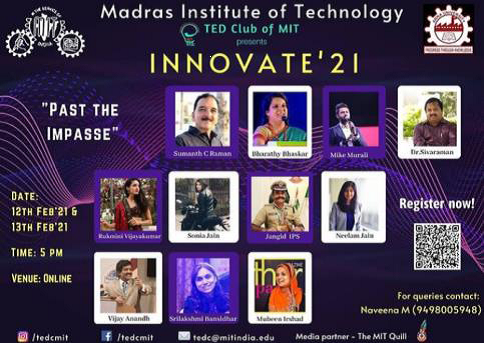 Madras Institute of Technology
TED Club of MIT
presents
INNOVATE'21
"PAST THE
IMPASSE"
Sumanth C Raman
Bharathy Bhaskar
Mike Murali
Dr.Sivaraman
DATE:
12TH FEB'21 &
13TH FEB'21
TIME: 5 PM
VENUE: ONLINE
Rukmini Vijayakumar
Sonia Jain
Jangid IPS
Neelam Jain
Register now!
Vijay Anandh
Srilakshmi Bansidhar
Mubeen Irshad
For queries contact:
Naveena M (9498005948)
/tedcmit
/tedcmit
tedc@mitindia.edu
Media partner - The MIT Quill